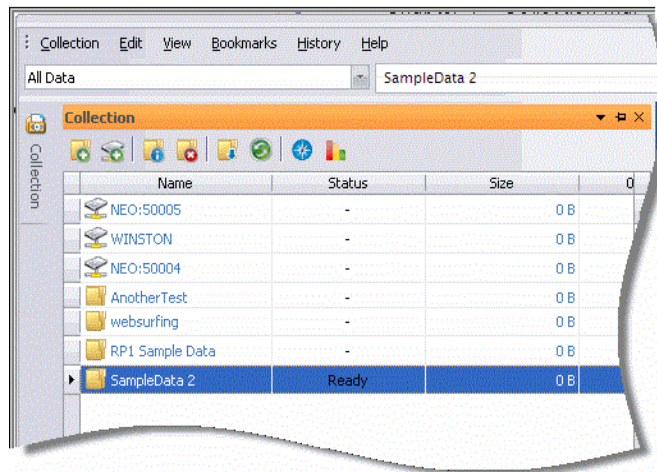 Collection Edit View Bookmarks History Help
All Data SampleData 2
Collection
Collection
Name Status Size 0
NEO:50005 - 0 B
WINSTON - 0 B
NEO:50004 - 0 B
AnotherTest - 0 B
websurfing - 0 B
RP1 Sample Data - 0 B
SampleData 2 Ready 0 B